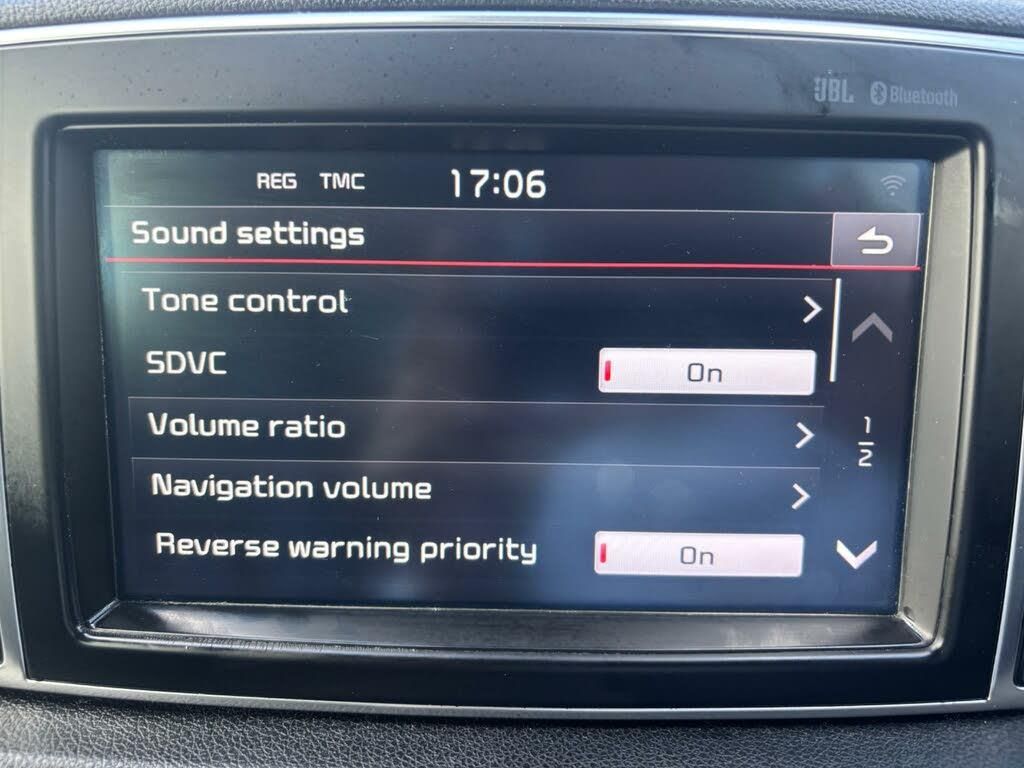 JBL Bluetooth
REG TMC 17:06
Sound settings
Tone control
SDVC On
Volume ratio
1
2
Navigation volume
Reverse warning priority On